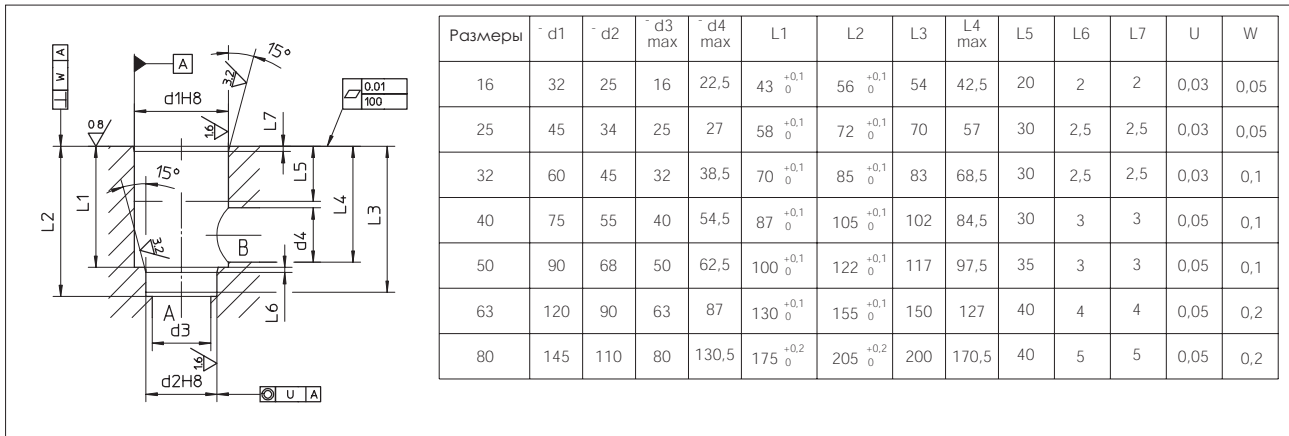 A
15°
3,2
0.01
100
⊥ W A
d1H8
1,6
L7
0,8
15°
L5
L4
L3
L1
L2
d4
B
3,2
A
L6
d3
1,6
d2H8
◎ U A
Размеры ¯ d1 ¯ d2 ¯ d3 max ¯ d4 max L1 L2 L3 L4 max L5 L6 L7 U W
16 32 25 16 22,5 43 +0,1 0 56 +0,1 0 54 42,5 20 2 2 0,03 0,05
25 45 34 25 27 58 +0,1 0 72 +0,1 0 70 57 30 2,5 2,5 0,03 0,05
32 60 45 32 38,5 70 +0,1 0 85 +0,1 0 83 68,5 30 2,5 2,5 0,03 0,1
40 75 55 40 54,5 87 +0,1 0 105 +0,1 0 102 84,5 30 3 3 0,05 0,1
50 90 68 50 62,5 100 +0,1 0 122 +0,1 0 117 97,5 35 3 3 0,05 0,1
63 120 90 63 87 130 +0,1 0 155 +0,1 0 150 127 40 4 4 0,05 0,2
80 145 110 80 130,5 175 +0,2 0 205 +0,2 0 200 170,5 40 5 5 0,05 0,2